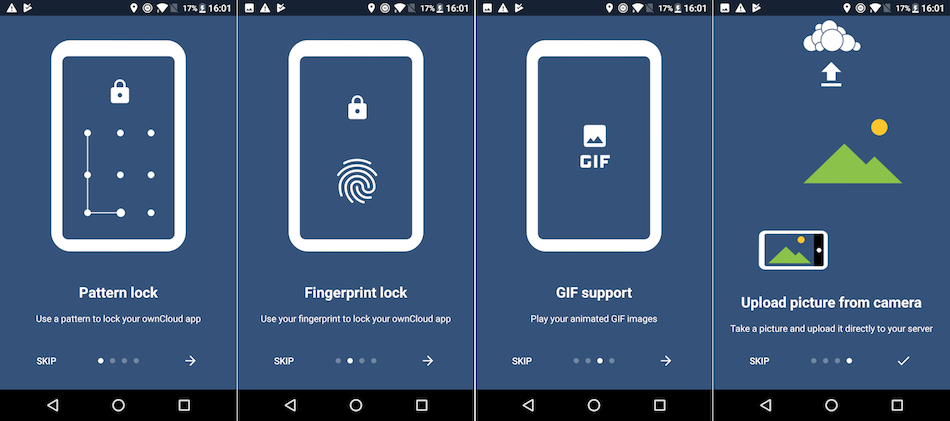 17% 16:01
Pattern lock
Use a pattern to lock your ownCloud app
SKIP
17% 16:01
Fingerprint lock
Use your fingerprint to lock your ownCloud app
SKIP
17% 16:01
GIF
GIF support
Play your animated GIF images
SKIP
17% 16:01
Upload picture from camera
Take a picture and upload it directly to your server
SKIP